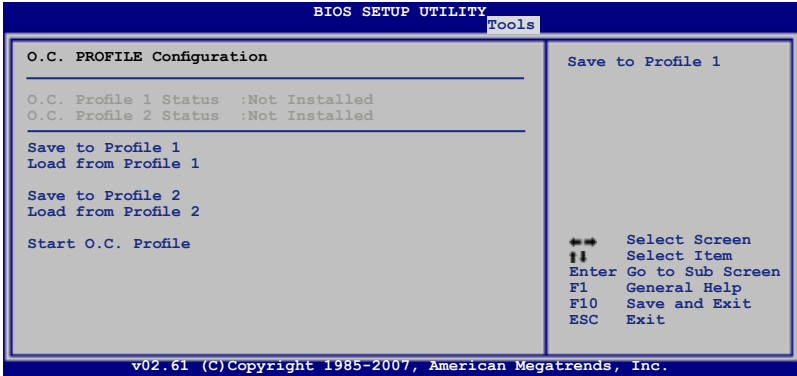 BIOS SETUP UTILITY
Tools
O.C. PROFILE Configuration
O.C. Profile 1 Status :Not Installed
O.C. Profile 2 Status :Not Installed
Save to Profile 1
Load from Profile 1
Save to Profile 2
Load from Profile 2
Start O.C. Profile
Save to Profile 1
Select Screen
Select Item
Enter Go to Sub Screen
F1 General Help
F10 Save and Exit
ESC Exit
v02.61 (C)Copyright 1985-2007, American Megatrends, Inc.